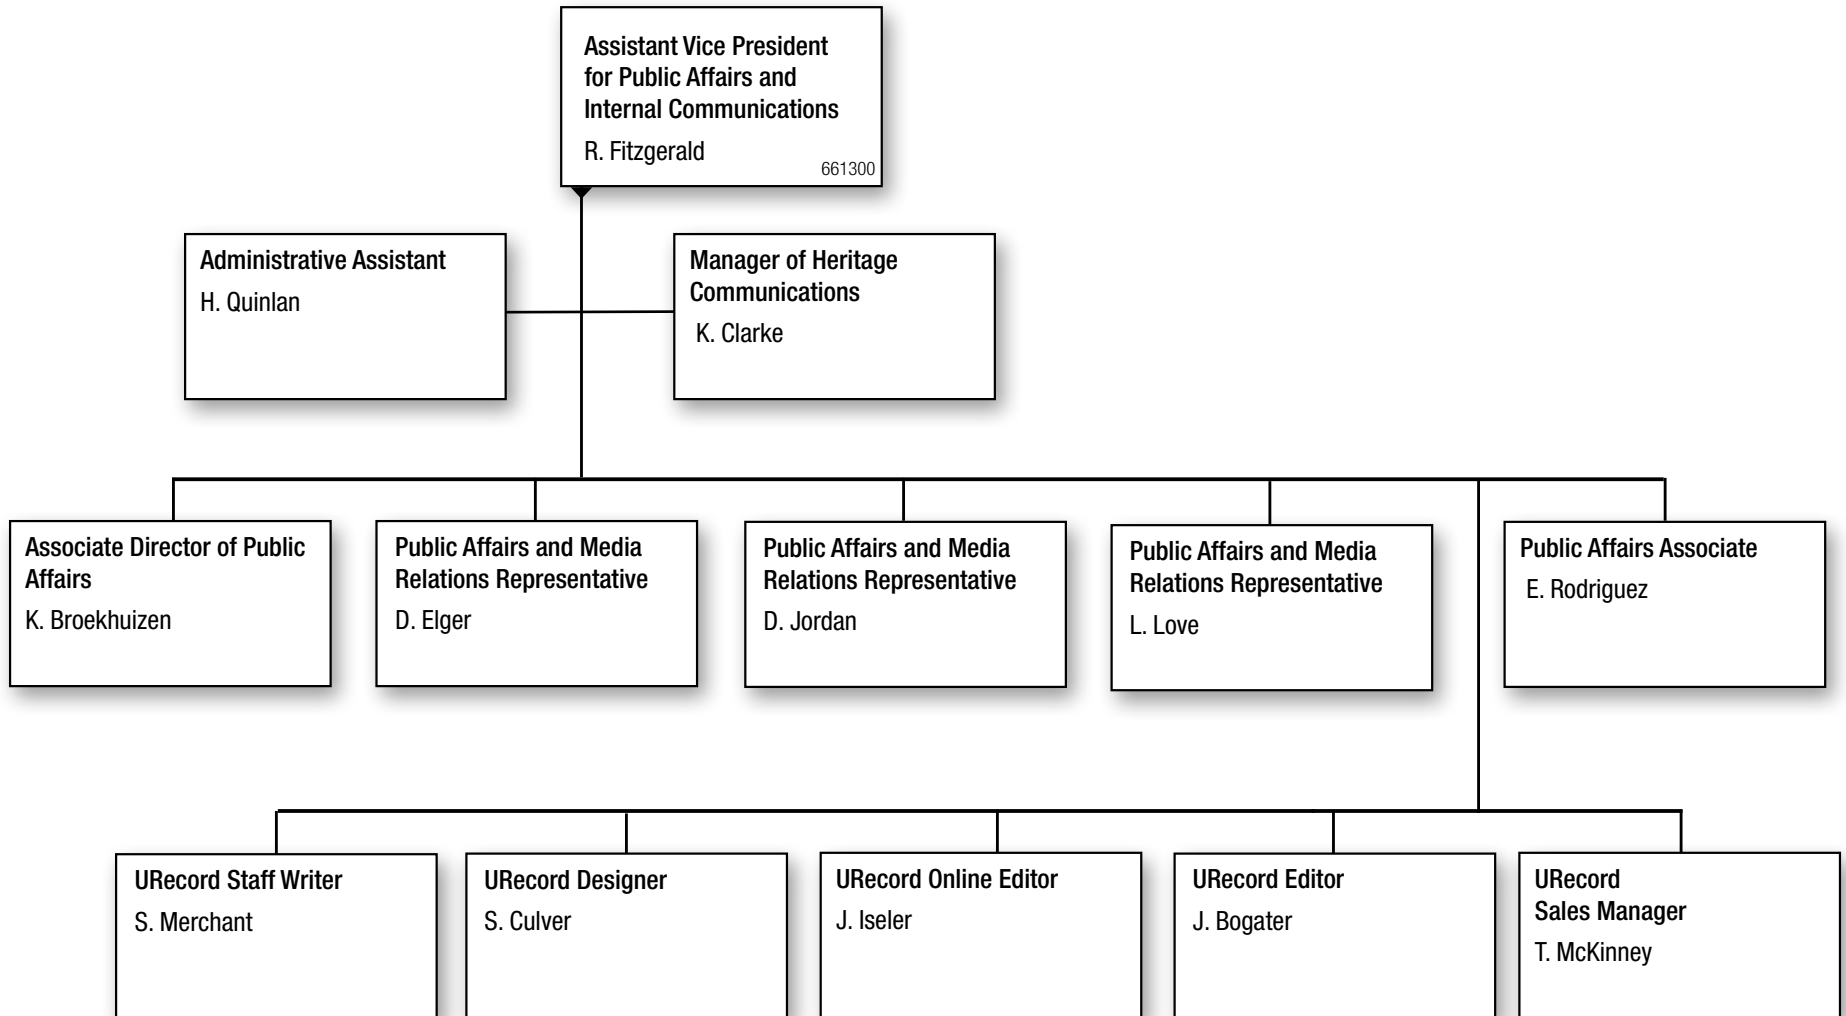 Assistant Vice President
for Public Affairs and
Internal Communications
R. Fitzgerald
661300
Administrative Assistant
H. Quinlan
Manager of Heritage
Communications
K. Clarke
Associate Director of Public
Affairs
K. Broekhuizen
Public Affairs and Media
Relations Representative
D. Elger
Public Affairs and Media
Relations Representative
D. Jordan
Public Affairs and Media
Relations Representative
L. Love
Public Affairs Associate
E. Rodriguez
URecord Staff Writer
S. Merchant
URecord Designer
S. Culver
URecord Online Editor
J. Iseler
URecord Editor
J. Bogater
URecord
Sales Manager
T. McKinney